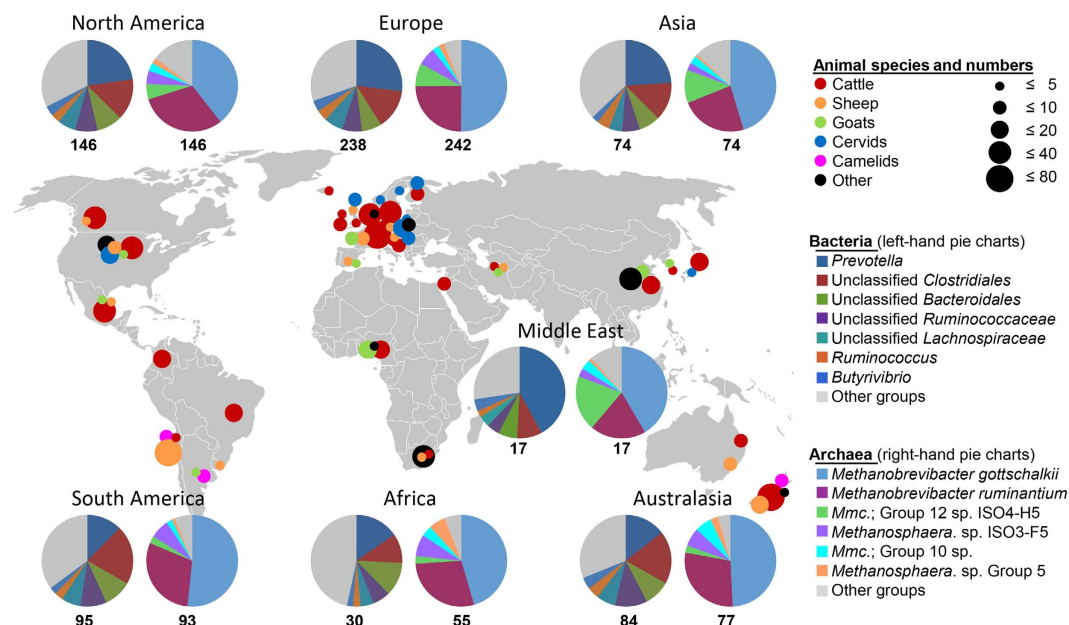 North America
Europe
Asia
146
146
238
242
74
74
Animal species and numbers
Cattle
Sheep
Goats
Cervids
Camelids
Other
≤ 5
≤ 10
≤ 20
≤ 40
≤ 80
Bacteria (left-hand pie charts)
Prevotella
Unclassified Clostridiales
Unclassified Bacteroidales
Unclassified Ruminococcaceae
Unclassified Lachnospiraceae
Ruminococcus
Butyrivibrio
Other groups
Middle East
17
17
South America
Africa
Australasia
95
93
30
55
84
77
Archaea (right-hand pie charts)
Methanobrevibacter gottschalkii
Methanobrevibacter ruminantium
Mmc.; Group 12 sp. ISO4-H5
Methanosphaera. sp. ISO3-F5
Mmc.; Group 10 sp.
Methanosphaera. sp. Group 5
Other groups